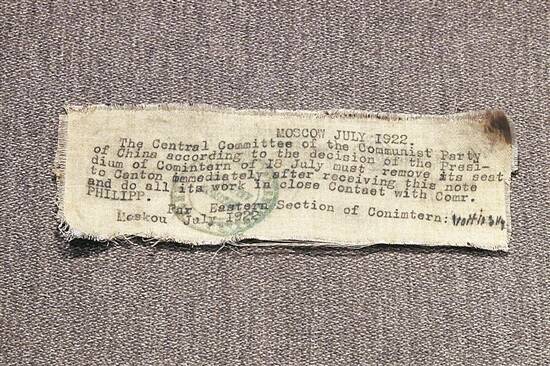 MOSCOW JULY 1922.
The Central Committee of the Communist Party
of China according to the decision of the Presi-
dium of Comintern of 18 July must remove its seat
to Canton immediately after receiving this note
and do all its work in close Contact with Comr.
PHILIPP.
Far Eastern Section of Conimtern:
Moskou July 1922